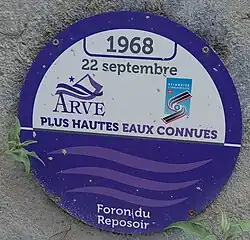 1968
22 septembre
ARVE
PLUS HAUTES EAUX CONNUES
Foron du
Reposoir